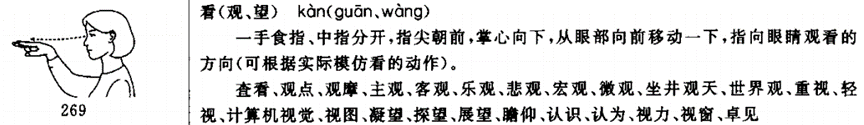 看(观、望) kàn(guān、wàng)
一手食指、中指分开,指尖朝前,掌心向下,从眼部向前移动一下,指向眼睛观看的
方向(可根据实际模仿看的动作)。
查看、观点、观摩、主观、客观、乐观、悲观、宏观、微观、坐井观天、世界观、重视、轻
视、计算机视觉、视图、凝望、探望、展望、瞻仰、认识、认为、视力、视窗、卓见
269